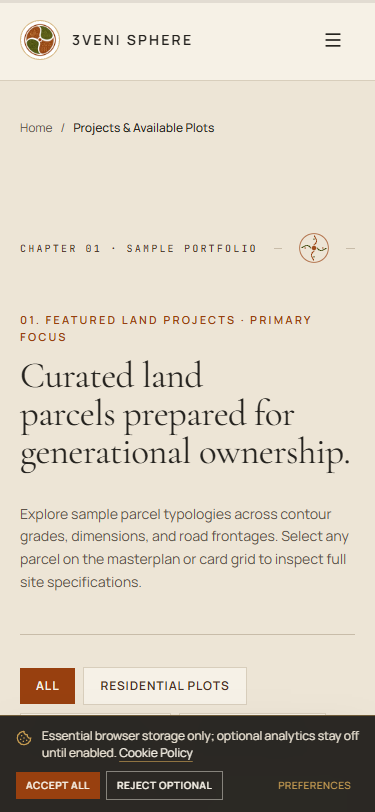 3VENI SPHERE
Home / Projects & Available Plots
CHAPTER 01 · SAMPLE PORTFOLIO
01. FEATURED LAND PROJECTS · PRIMARY
FOCUS
Curated land
parcels prepared for
generational ownership.
Explore sample parcel typologies across contour
grades, dimensions, and road frontages. Select any
parcel on the masterplan or card grid to inspect full
site specifications.
ALL
RESIDENTIAL PLOTS
Essential browser storage only; optional analytics stay off
until enabled. Cookie Policy
ACCEPT ALL
REJECT OPTIONAL
PREFERENCES